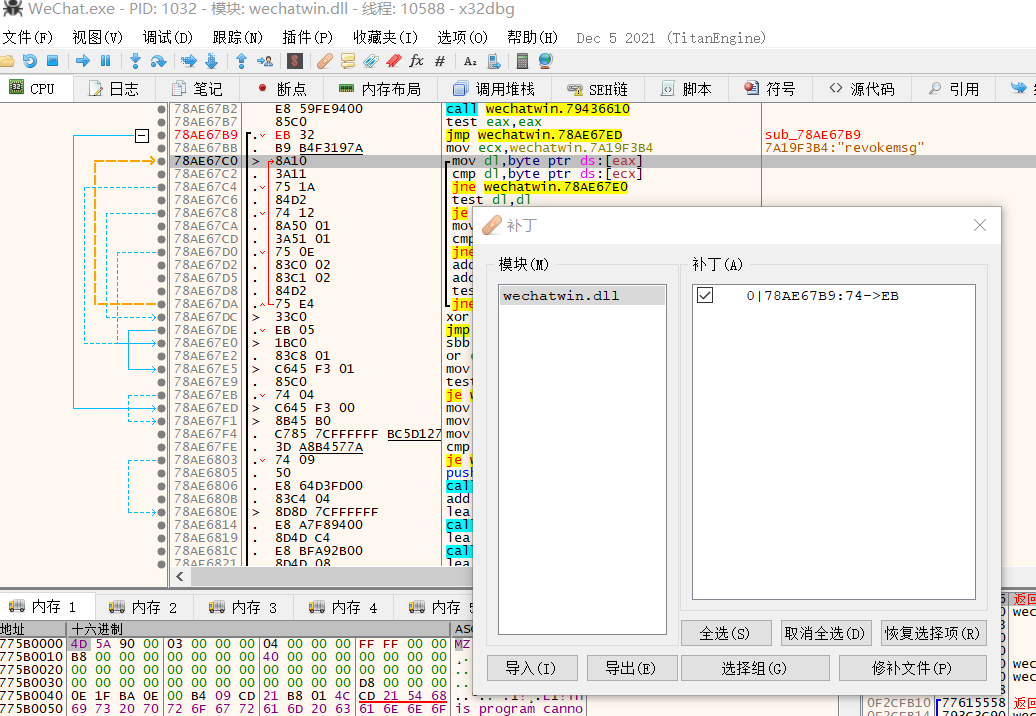 WeChat.exe - PID: 1032 - 模块: wechatwin.dll - 线程: 10588 - x32dbg
文件(F) 视图(V) 调试(D) 跟踪(N) 插件(P) 收藏夹(I) 选项(O) 帮助(H) Dec 5 2021 (TitanEngine)
CPU 日志 笔记 断点 内存布局 调用堆栈 SEH链 脚本 符号 源代码 引用
78AE67B2 E8 59FE9400 call wechatwin.79436610
78AE67B7 85C0 test eax,eax
78AE67B9 EB 32 jmp wechatwin.78AE67ED sub_78AE67B9
78AE67BB B9 B4F3197A mov ecx,wechatwin.7A19F3B4 7A19F3B4:"revokemsg"
78AE67C0 8A10 mov dl,byte ptr ds:[eax]
78AE67C2 3A11 cmp dl,byte ptr ds:[ecx]
78AE67C4 75 1A jne wechatwin.78AE67E0
78AE67C6 84D2 test dl,dl
78AE67C8 74 12 je
78AE67CA 8A50 01 mov
78AE67CD 3A51 01 cmp
78AE67D0 75 0E jne
78AE67D2 83C0 02 add
78AE67D5 83C1 02 add
78AE67D8 84D2 tes
78AE67DA 75 E4 jne
78AE67DC 33C0 xor
78AE67DE EB 05 jmp
78AE67E0 1BC0 sbb
78AE67E2 83C8 01 or
78AE67E5 C645 F3 01 mov
78AE67E9 85C0 test
78AE67EB 74 04 je
78AE67ED C645 F3 00 mov
78AE67F1 8B45 B0 mov
78AE67F4 C785 7CFFFFFF BC5D127 mov
78AE67FE 3D A8B4577A cmp
78AE6803 74 09 je
78AE6805 50 push
78AE6806 E8 64D3FD00 call
78AE680B 83C4 04 add
78AE680E 8D8D 7CFFFFFF lea
78AE6814 E8 A7F89400 call
78AE6819 8D4D C4 lea
78AE681C E8 BFA92B00 call
78AE6821 8D4D 08 lea
补丁
模块(M) 补丁(A)
wechatwin.dll 0|78AE67B9:74->EB
全选(S) 取消全选(D) 恢复选择项(R)
导入(I) 导出(E) 选择组(G) 修补文件(P)
内存 1 内存 2 内存 3 内存 4 内存 5
地址 十六进制 ASC
775B0000 4D 5A 90 00 03 00 00 00 04 00 00 00 FF FF 00 00 MZ
775B0010 B8 00 00 00 00 00 00 00 40 00 00 00 00 00 00 00
775B0020 00 00 00 00 00 00 00 00 00 00 00 00 00 00 00 00
775B0030 00 00 00 00 00 00 00 00 00 00 00 00 D8 00 00 00
775B0040 0E 1F BA 0E 00 B4 09 CD 21 B8 01 4C CD 21 54 68
775B0050 69 73 20 70 72 6F 67 72 61 6D 20 63 61 6E 6E 6F is program canno
0F2CFB10 77615558